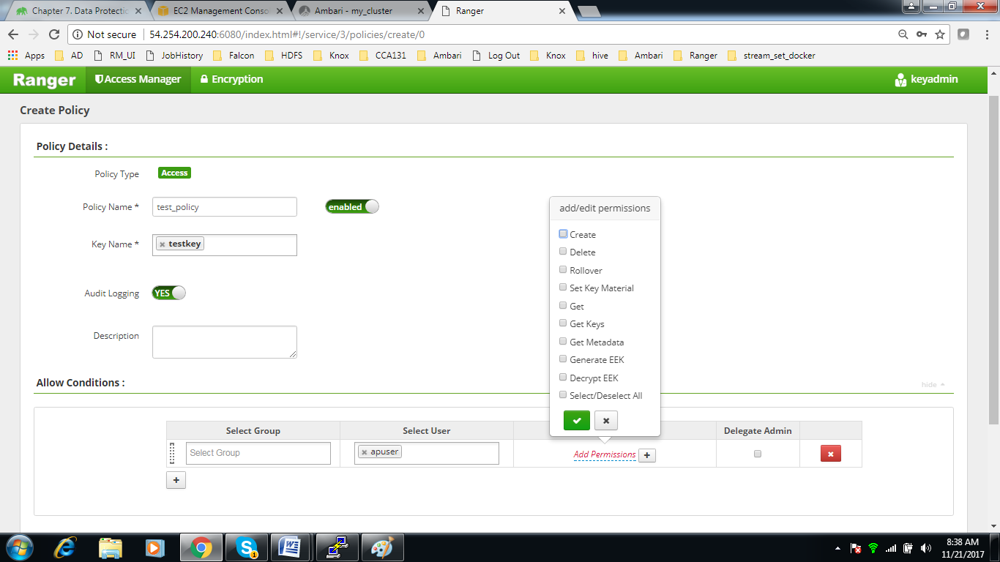 Chapter 7. Data Protectic
EC2 Management Conso
Ambari - my_cluster
Ranger
Not secure
54.254.200.240:6080/index.html#!/service/3/policies/create/0
Apps AD RM_UI JobHistory Falcon HDFS Knox CCA131 Ambari Log Out Knox hive Ambari Ranger stream_set_docker
Ranger Access Manager Encryption keyadmin
Create Policy
Policy Details :
Policy Type Access
Policy Name * test_policy enabled
Key Name * testkey
Audit Logging YES
Description
add/edit permissions
Create
Delete
Rollover
Set Key Material
Get
Get Keys
Get Metadata
Generate EEK
Decrypt EEK
Select/Deselect All
Allow Conditions :
hide
Select Group Select User Delegate Admin
Select Group apuser Add Permissions
8:38 AM
11/21/2017